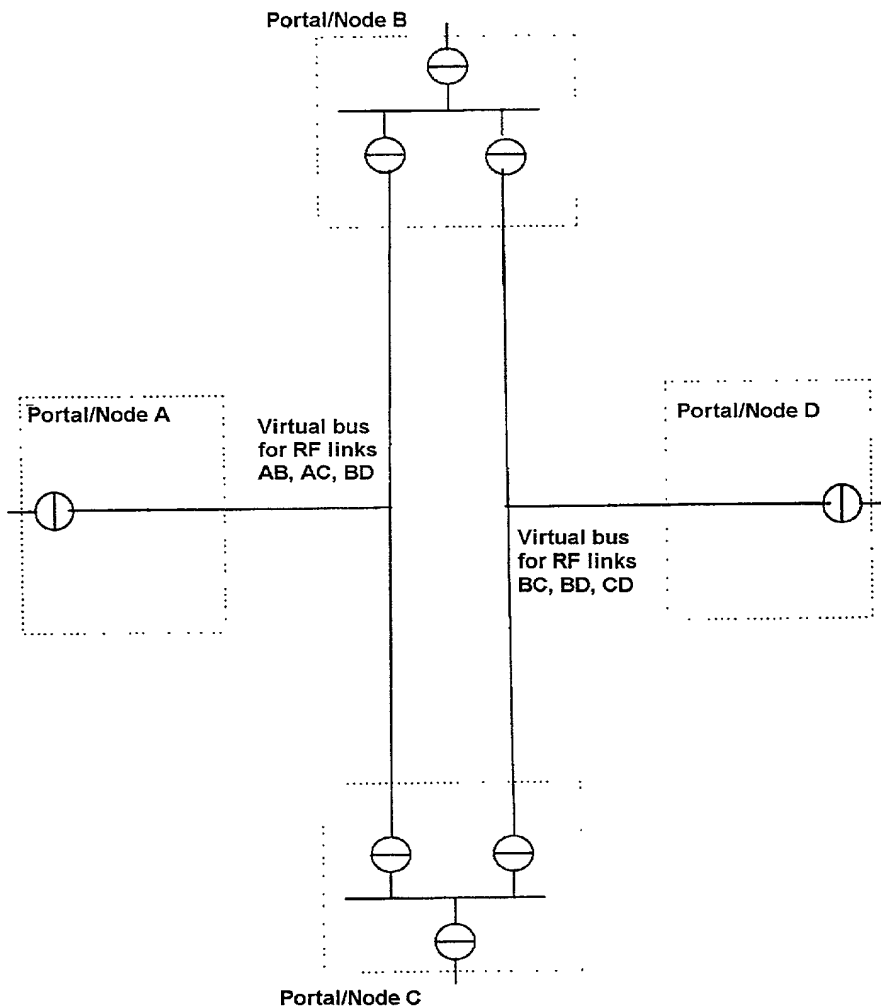 Portal/Node B
Portal/Node A
Virtual bus
for RF links
AB, AC, BD
Portal/Node D
Virtual bus
for RF links
BC, BD, CD
Portal/Node C